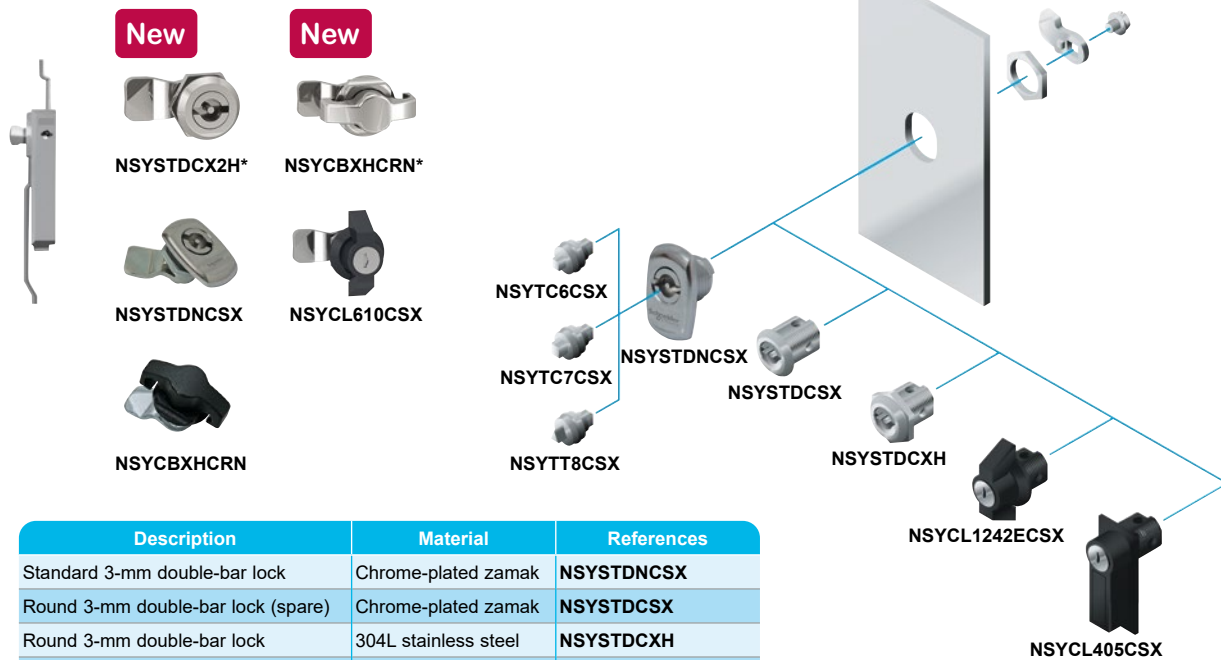 New
New
NSYSTDCX2H*
NSYCBXHCRN*
NSYSTDNCSX
NSYCL610CSX
NSYCBXHCRN
NSYTC6CSX
NSYTC7CSX
NSYTT8CSX
NSYSTDNCSX
NSYSTDCSX
NSYSTDCXH
NSYCL1242ECSX
NSYCL405CSX
Description Material References
Standard 3-mm double-bar lock Chrome-plated zamak NSYSTDNCSX
Round 3-mm double-bar lock (spare) Chrome-plated zamak NSYSTDCSX
Round 3-mm double-bar lock 304L stainless steel NSYSTDCXH